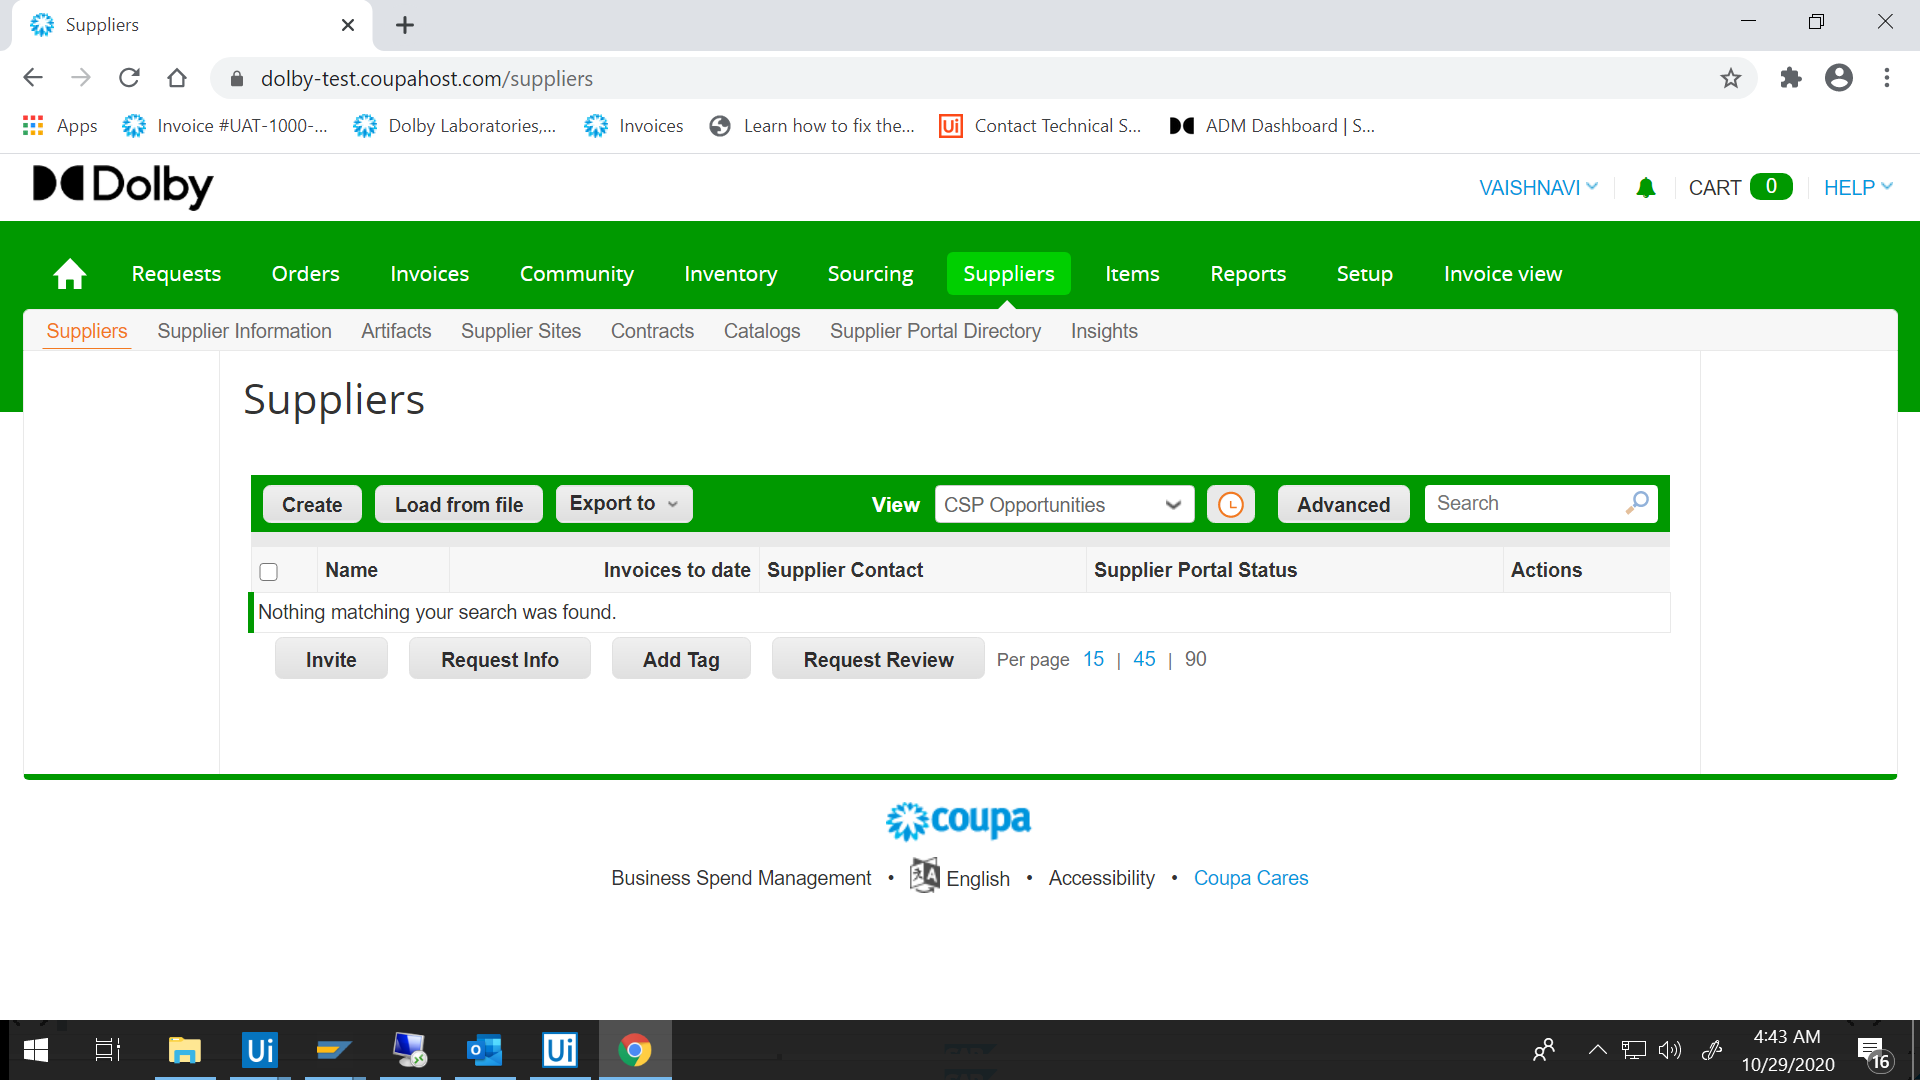 Suppliers
dolby-test.coupahost.com/suppliers
Apps Invoice #UAT-1000-... Dolby Laboratories,... Invoices Learn how to fix the... Ui Contact Technical S... ADM Dashboard | S...
Dolby
VAISHNAVI CART 0 HELP
Requests Orders Invoices Community Inventory Sourcing Suppliers Items Reports Setup Invoice view
Suppliers Supplier Information Artifacts Supplier Sites Contracts Catalogs Supplier Portal Directory Insights
Suppliers
Create Load from file Export to View CSP Opportunities Advanced Search
Name Invoices to date Supplier Contact Supplier Portal Status Actions
Nothing matching your search was found.
Invite Request Info Add Tag Request Review Per page 15 | 45 | 90
coupa
Business Spend Management • English • Accessibility • Coupa Cares
Ui Ui
4:43 AM
10/29/2020
16